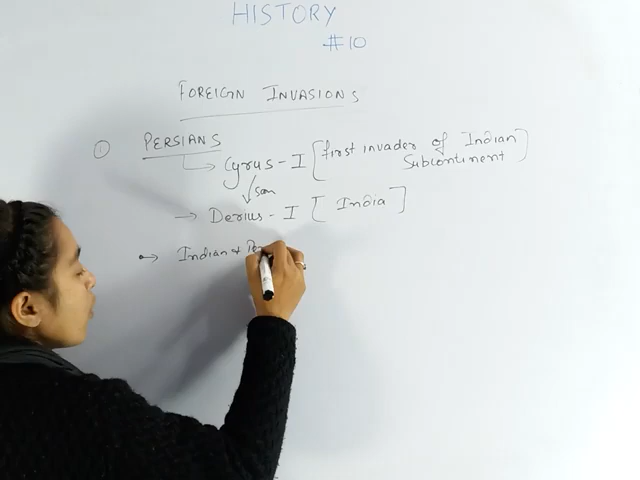 HISTORY
#10
FOREIGN INVASIONS
① PERSIANS
→ Cyrus - I [first invader of Indian Subcontinent]
↓ son
→ Derius - I [India]
→ Indian &